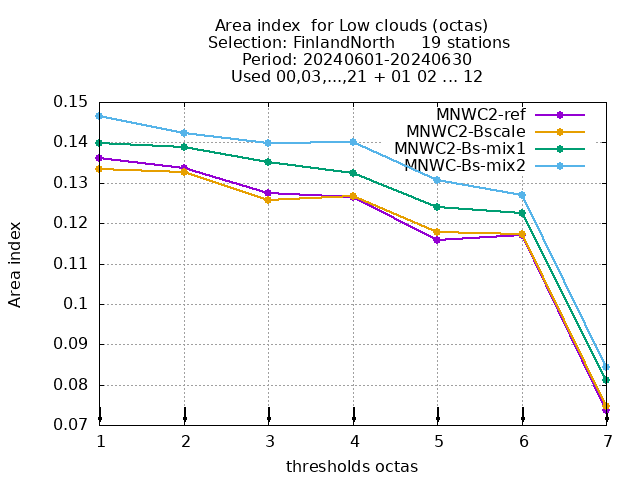 Area index  for Low clouds (octas)
Selection: FinlandNorth     19 stations
Period: 20240601-20240630
Used 00,03,...,21 + 01 02 ... 12
MNWC2-ref
MNWC2-Bscale
MNWC2-Bs-mix1
MNWC-Bs-mix2
0.15
0.14
0.13
0.12
0.11
0.1
0.09
0.08
0.07
Area index
1 2 3 4 5 6 7
thresholds octas